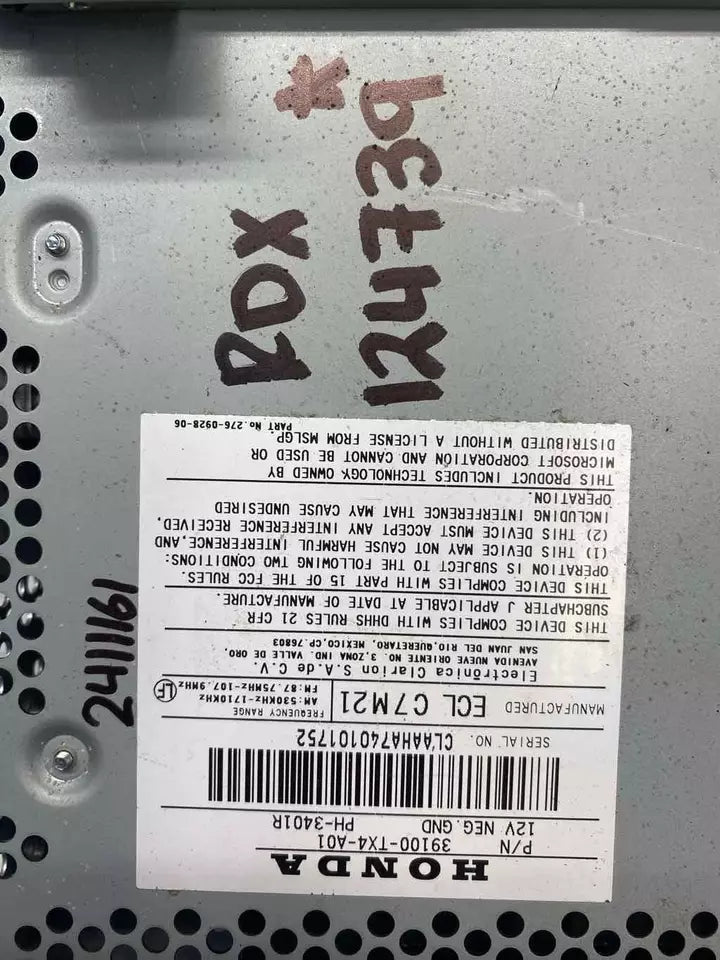 RDX *
124739
2411161
HONDA
P/N 39100-TX4-A01
12V NEG.GND PH-3401R
SERIAL NO. CLAAHA740101752
MANUFACTURED ECL C7M21
FREQUENCY RANGE
AM:530KHz-1710KHz
FM:87.75MHz-107.9MHz
LF
Electrónica Clarion S.A.de C.V.
AVENIDA NUEVE ORIENTE NO. 3,ZONA IND. VALLE DE ORO,
SAN JUAN DEL RIO,QUERETARO, MEXICO,CP.76803
THIS DEVICE COMPLIES WITH DHHS RULES 21 CFR
SUBCHAPTER J APPLICABLE AT DATE OF MANUFACTURE.
THIS DEVICE COMPLIES WITH PART 15 OF THE FCC RULES.
OPERATION IS SUBJECT TO THE FOLLOWING TWO CONDITIONS:
(1) THIS DEVICE MAY NOT CAUSE HARMFUL INTERFERENCE,AND,
(2) THIS DEVICE MUST ACCEPT ANY INTERFERENCE RECEIVED,
INCLUDING INTERFERENCE THAT MAY CAUSE UNDESIRED
OPERATION.
THIS PRODUCT INCLUDES TECHNOLOGY OWNED BY
MICROSOFT CORPORATION AND CANNOT BE USED OR
DISTRIBUTED WITHOUT A LICENSE FROM MSLGP.
PART No.276-0928-06